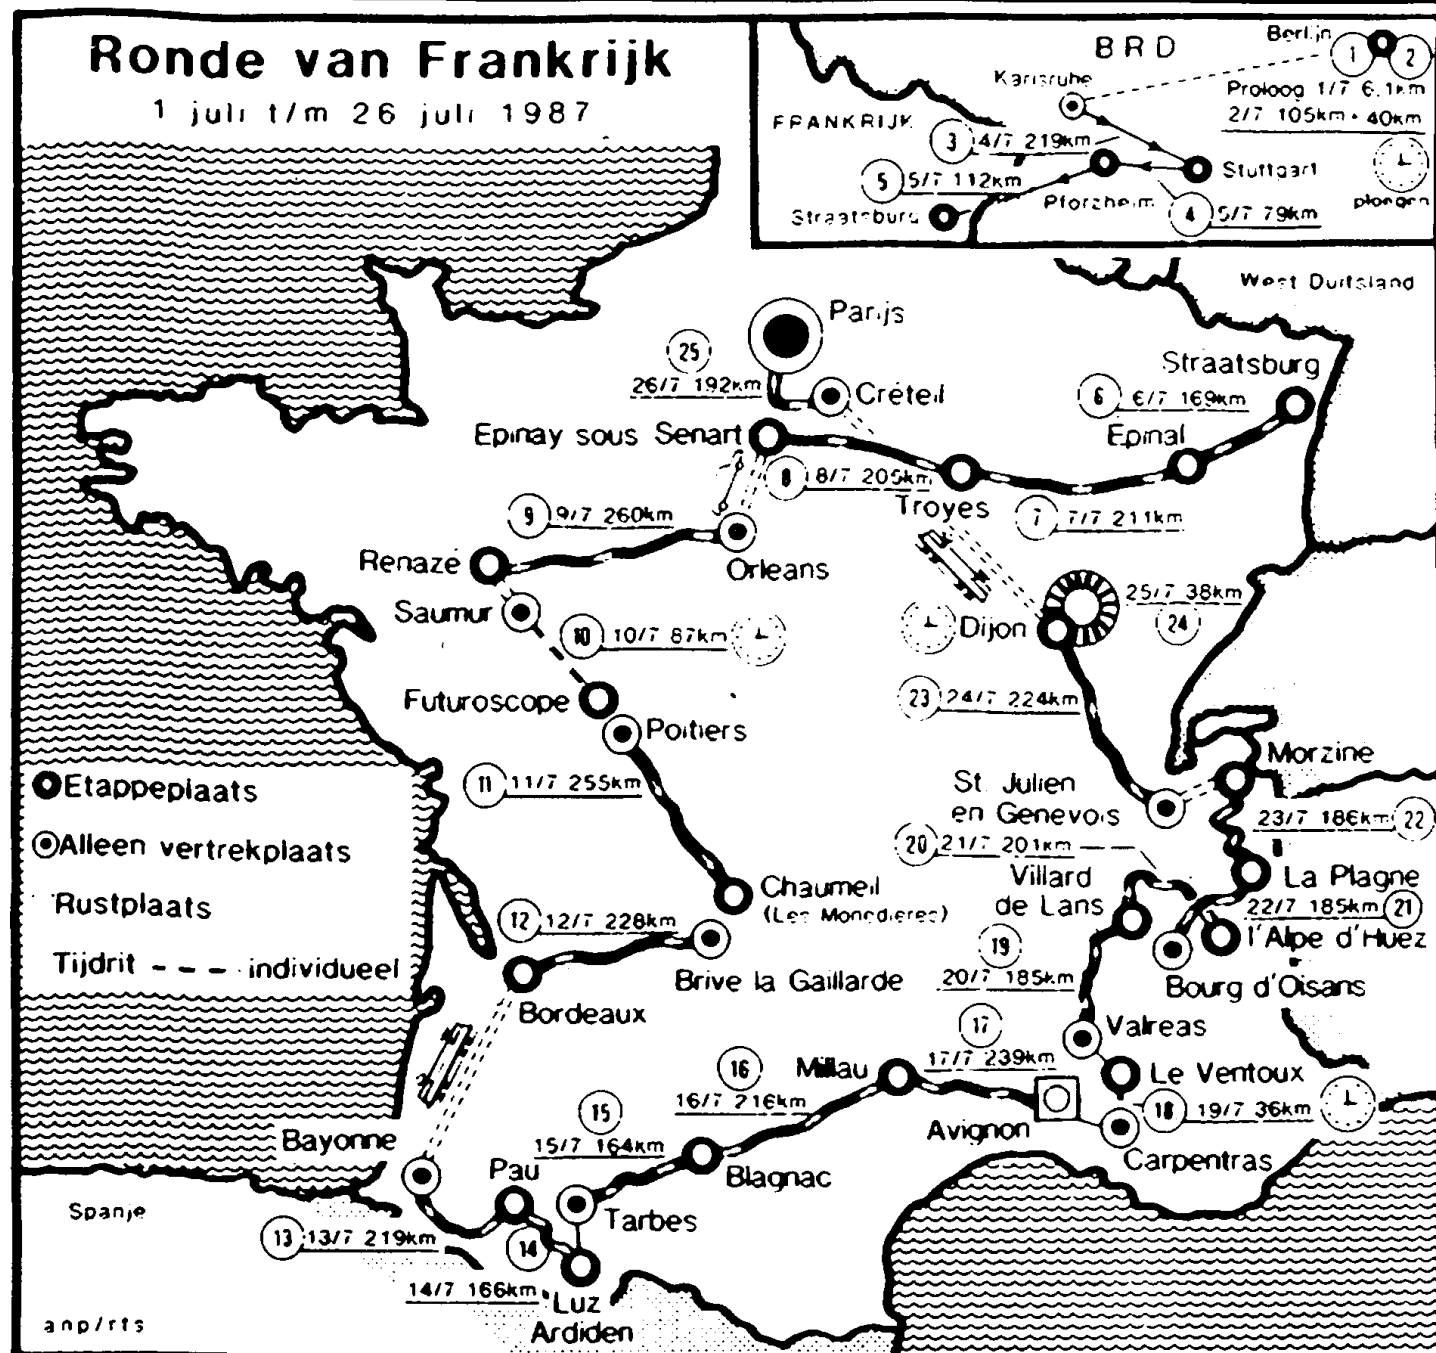 Ronde van Frankrijk
1 juli t/m 26 juli 1987
BRD
Berlijn
1
2
Proloog 1/7 6.1km
2/7 105km + 40km
Karlsruhe
FRANKRIJK
3 4/7 219km
5 5/7 112km
Stuttgart
Pforzheim
4 5/7 79km
Straatsburg
ploegen
West Duitsland
Parijs
25
26/7 192km
Créteil
Straatsburg
6 6/7 169km
Epinal
Epinay sous Senart
8 8/7 205km
Troyes
7 7/7 211km
9 9/7 260km
Orleans
Renazé
Saumur
10 10/7 87km
Dijon
25/7 38km
24
23 24/7 224km
Futuroscope
Poitiers
11 11/7 255km
Morzine
St. Julien
en Genevois
23/7 186km 22
20 21/7 201km
Etappeplaats
Alleen vertrekplaats
Rustplaats
Tijdrit --- individueel
Chaumeil
(Les Monedieres)
Villard
de Lans
La Plagne
22/7 185km 21
l'Alpe d'Huez
Bourg d'Oisans
12 12/7 228km
Brive la Gaillarde
Bordeaux
19
20/7 185km
Valreas
17
17/7 239km
Millau
Le Ventoux
18 19/7 36km
Avignon
Carpentras
16
16/7 216km
15
15/7 164km
Blagnac
Bayonne
Pau
Tarbes
Spanje
13 13/7 219km
14
14/7 166km
Luz
Ardiden
anp/rts